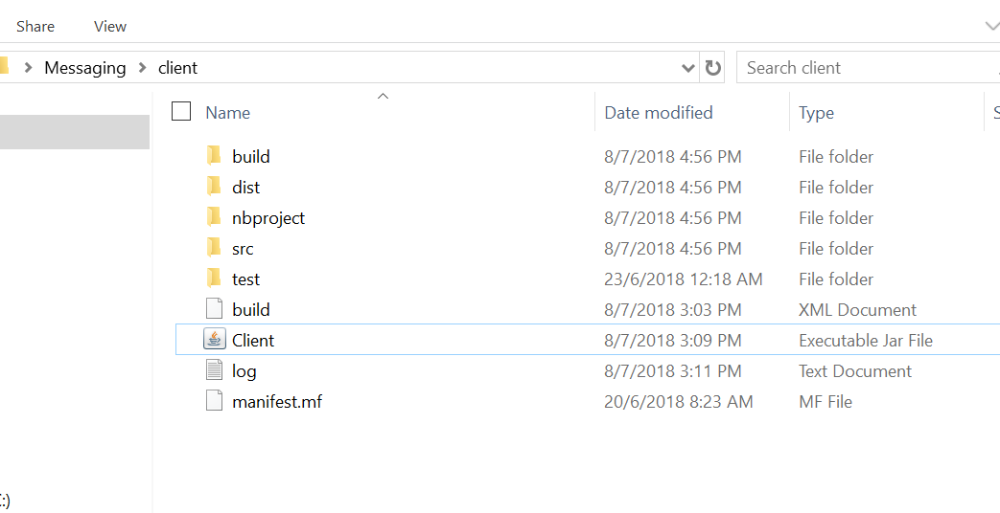 Share View
Messaging client Search client
Name Date modified Type S
build 8/7/2018 4:56 PM File folder
dist 8/7/2018 4:56 PM File folder
nbproject 8/7/2018 4:56 PM File folder
src 8/7/2018 4:56 PM File folder
test 23/6/2018 12:18 AM File folder
build 8/7/2018 3:03 PM XML Document
Client 8/7/2018 3:09 PM Executable Jar File
log 8/7/2018 3:11 PM Text Document
manifest.mf 20/6/2018 8:23 AM MF File
:)